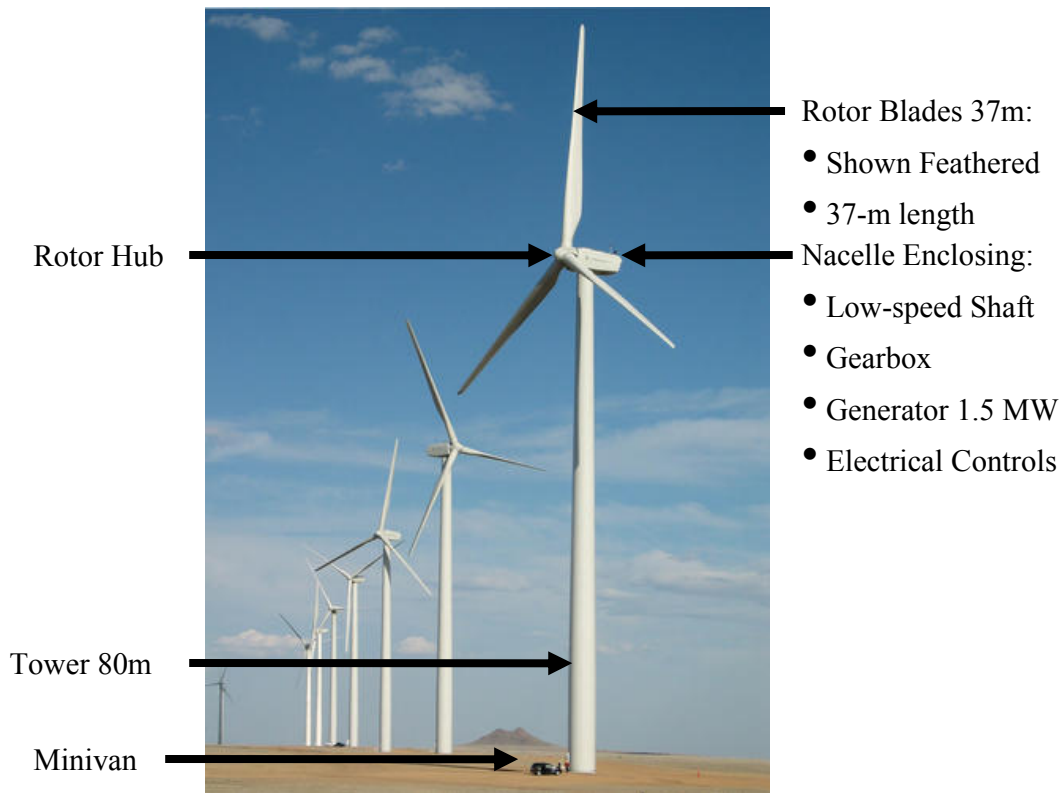 Rotor Blades 37m:
• Shown Feathered
• 37-m length
Rotor Hub
Nacelle Enclosing:
• Low-speed Shaft
• Gearbox
• Generator 1.5 MW
• Electrical Controls
Tower 80m
Minivan